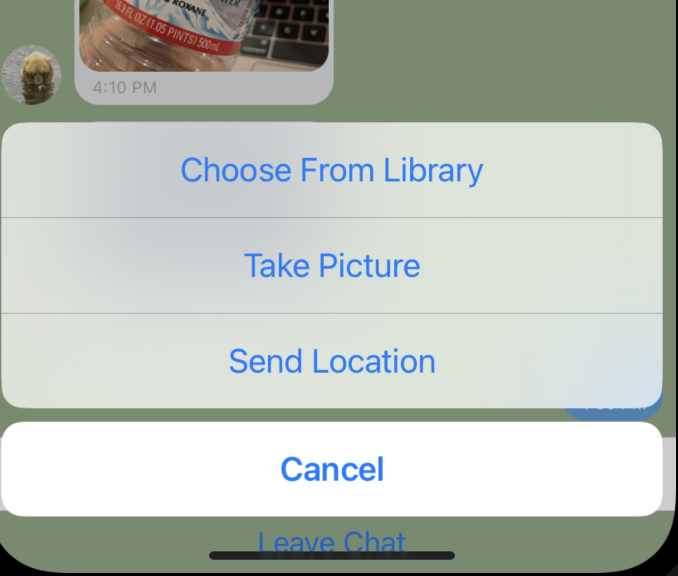 ROXANE
16.9 FL OZ (1.05 PINTS) 500mL
4:10 PM
Choose From Library
Take Picture
Send Location
Cancel
Leave Chat